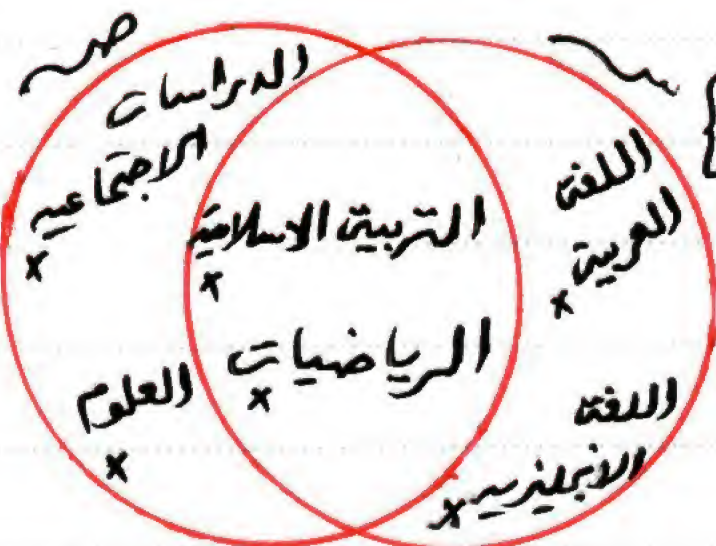 س
ص
اللغة
العربية
x
اللغة
الانجليزية
x
التربية الاسلامية
x
الرياضيات
x
الدراسات
الاجتماعية
x
العلوم
x